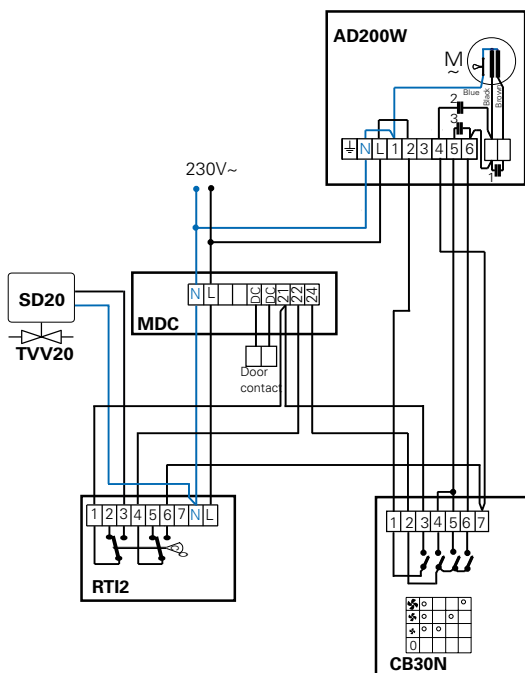 AD200W
M
~
Blue
Black
Brown
2
3
N L 1 2 3 4 5 6
1
230V~
N L DC DC 21 22 24
MDC
Door
contact
SD20
TVV20
1 2 3 4 5 6 7 N L
RTI2
1 2 3 4 5 6 7
0
CB30N